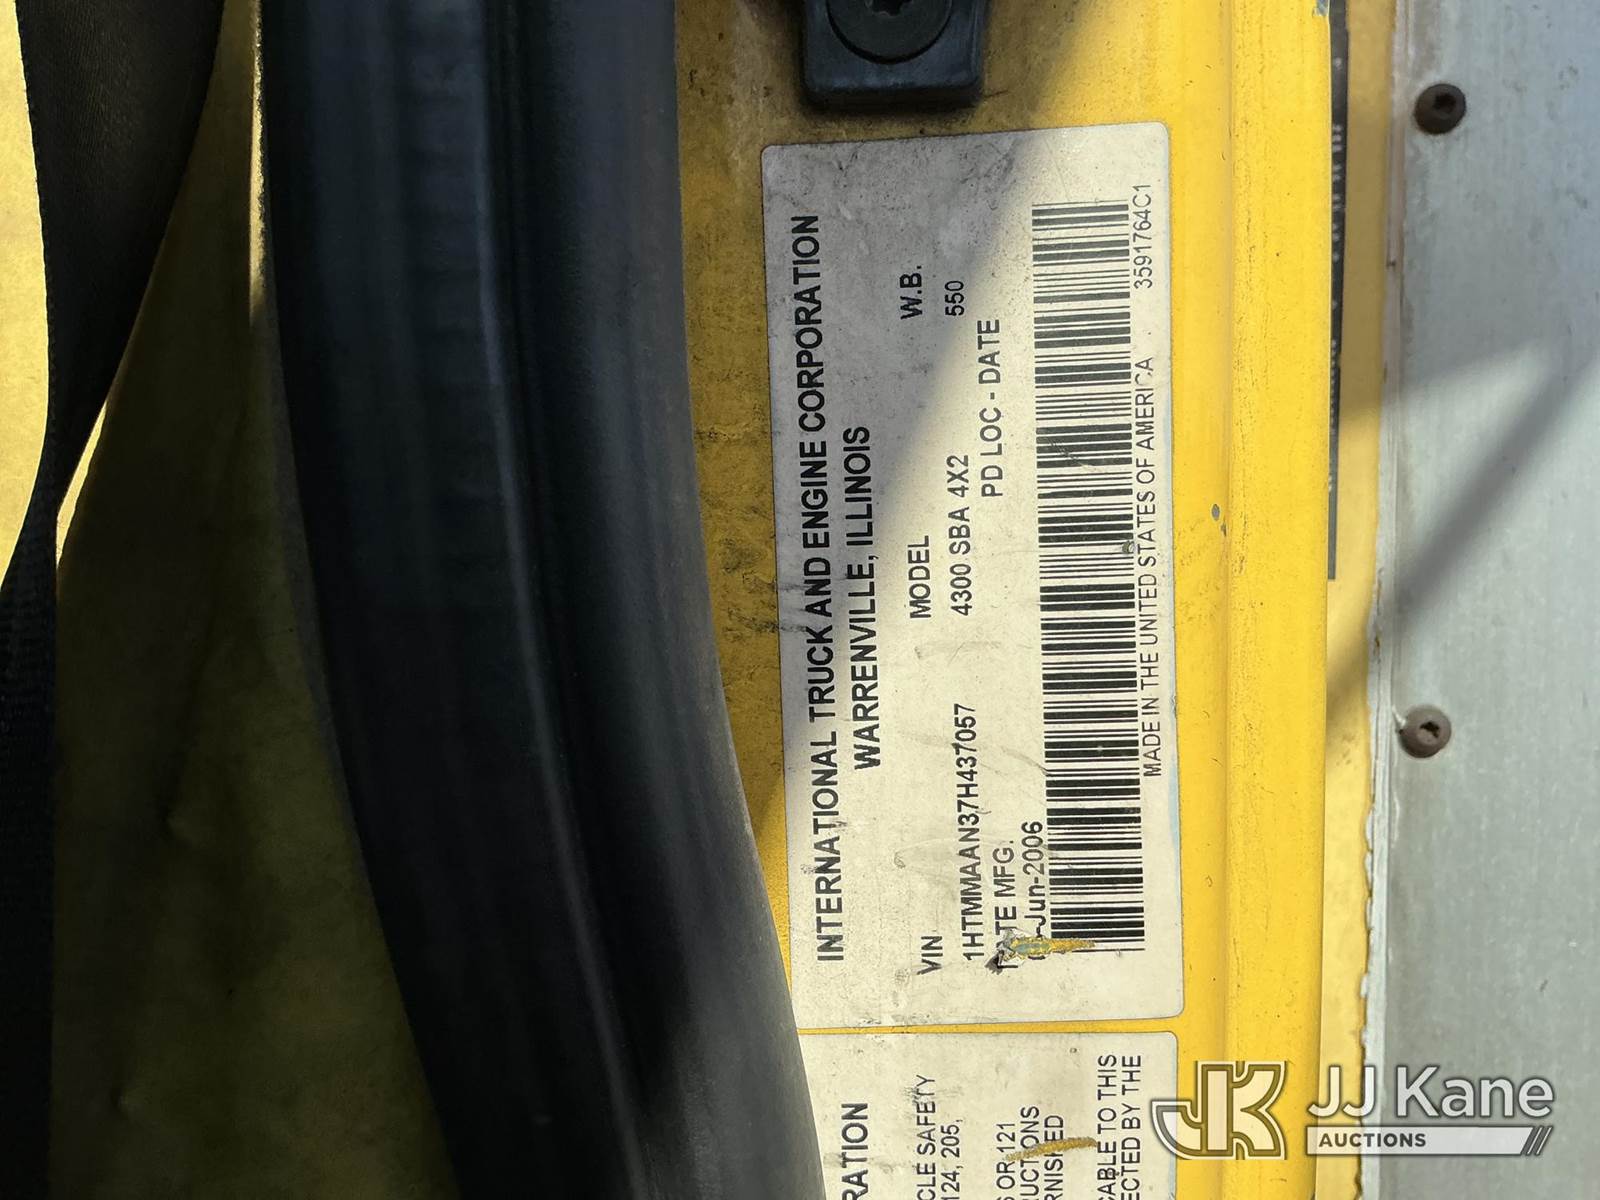 INTERNATIONAL TRUCK AND ENGINE CORPORATION
WARRENVILLE, ILLINOIS
VIN MODEL W.B.
1HTMMAAN37H437057 4300 SBA 4X2 550
TE MFG. PD LOC - DATE
-Jun-2006
MADE IN THE UNITED STATES OF AMERICA 3591764C1
RATION
CLE SAFETY
124, 205,
S OR 121
UCTIONS
RNISHED
CABLE TO THIS
ECTED BY THE
JJ Kane
AUCTIONS